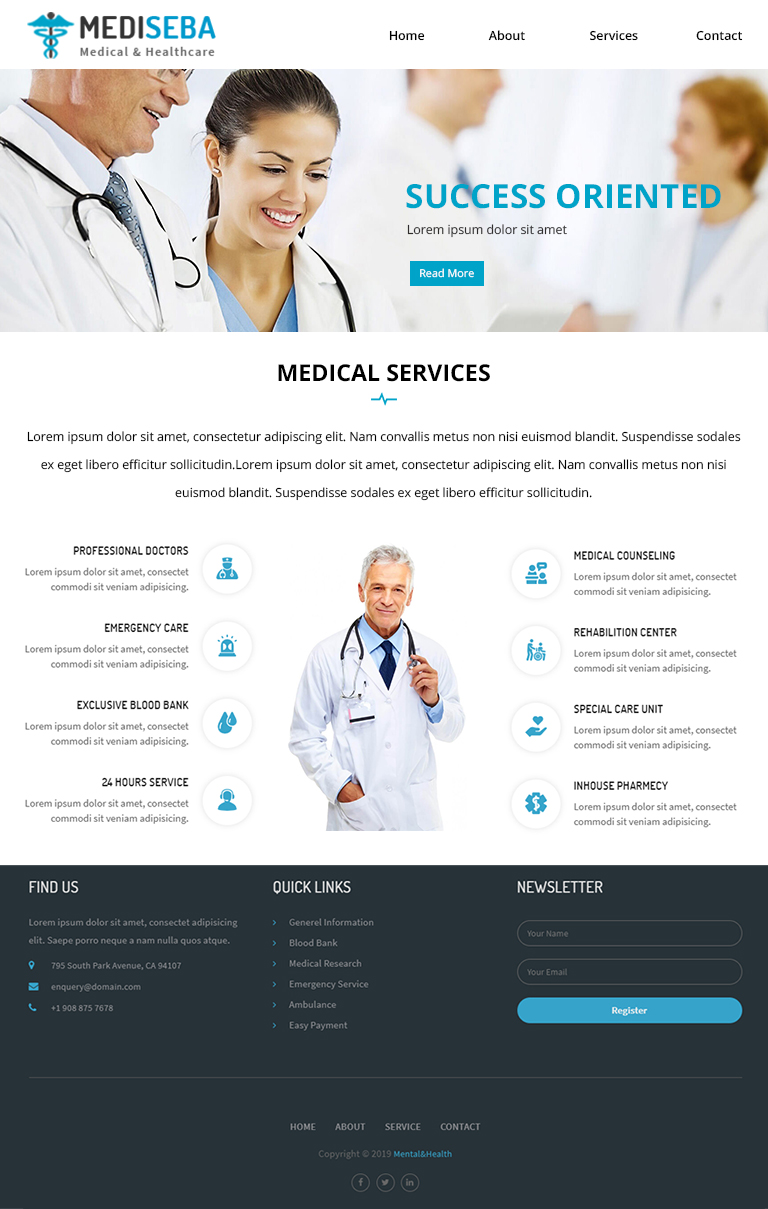 MEDISEBA
Medical & Healthcare
Home
About
Services
Contact
SUCCESS ORIENTED
Lorem ipsum dolor sit amet
Read More
MEDICAL SERVICES
Lorem ipsum dolor sit amet, consectetur adipiscing elit. Nam convallis metus non nisi euismod blandit. Suspendisse sodales
ex eget libero efficitur sollicitudin.Lorem ipsum dolor sit amet, consectetur adipiscing elit. Nam convallis metus non nisi
euismod blandit. Suspendisse sodales ex eget libero efficitur sollicitudin.
PROFESSIONAL DOCTORS
Lorem ipsum dolor sit amet, consectet
commodi sit veniam adipisicing.
EMERGENCY CARE
Lorem ipsum dolor sit amet, consectet
commodi sit veniam adipisicing.
EXCLUSIVE BLOOD BANK
Lorem ipsum dolor sit amet, consectet
commodi sit veniam adipisicing.
24 HOURS SERVICE
Lorem ipsum dolor sit amet, consectet
commodi sit veniam adipisicing.
MEDICAL COUNSELING
Lorem ipsum dolor sit amet, consectet
commodi sit veniam adipisicing.
REHABILITION CENTER
Lorem ipsum dolor sit amet, consectet
commodi sit veniam adipisicing.
SPECIAL CARE UNIT
Lorem ipsum dolor sit amet, consectet
commodi sit veniam adipisicing.
INHOUSE PHARMECY
Lorem ipsum dolor sit amet, consectet
commodi sit veniam adipisicing.
FIND US
Lorem ipsum dolor sit amet, consectet adipisicing
elit. Saepe porro neque a nam nulla quos atque.
795 South Park Avenue, CA 94107
enquery@domain.com
+1 908 875 7678
QUICK LINKS
Generel Information
Blood Bank
Medical Research
Emergency Service
Ambulance
Easy Payment
NEWSLETTER
Your Name
Your Email
Register
HOME
ABOUT
SERVICE
CONTACT
Copyright © 2019 Mental&Health